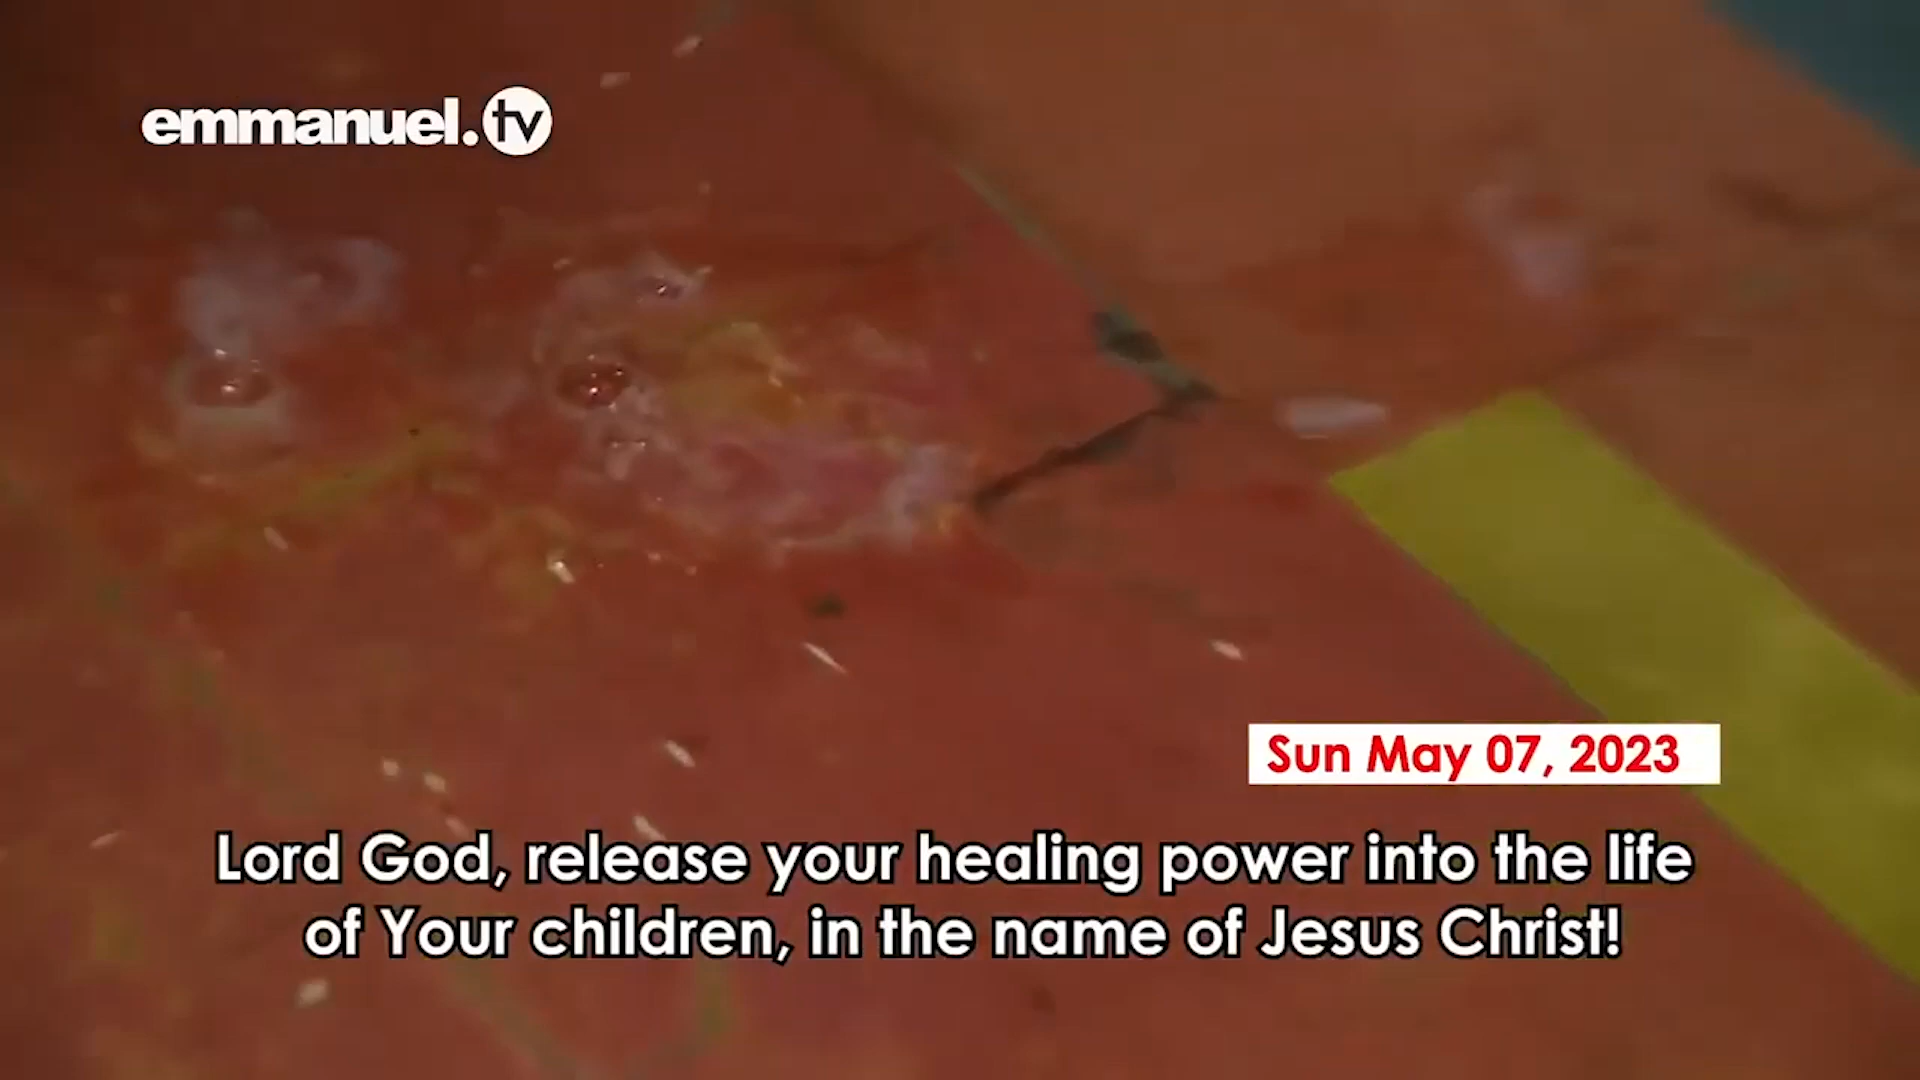 emmanuel.tv
Sun May 07, 2023
Lord God, release your healing power into the life
of Your children, in the name of Jesus Christ!